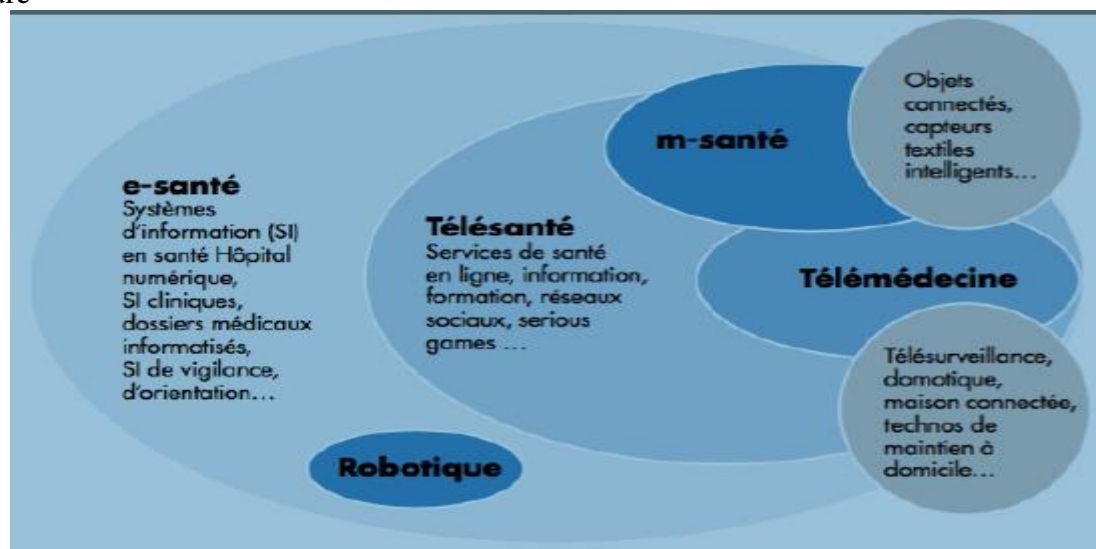 e-santé
Systèmes
d'information (SI)
en santé Hôpital
numérique,
SI cliniques,
dossiers médicaux
informatisés,
SI de vigilance,
d'orientation...
Télésanté
Services de santé
en ligne, information,
formation, réseaux
sociaux, serious
games ...
m-santé
Objets
connectés,
capteurs
textiles
intelligents...
Télémédecine
Télésurveillance,
domotique,
maison connectée,
technos de
maintien à
domicile...
Robotique